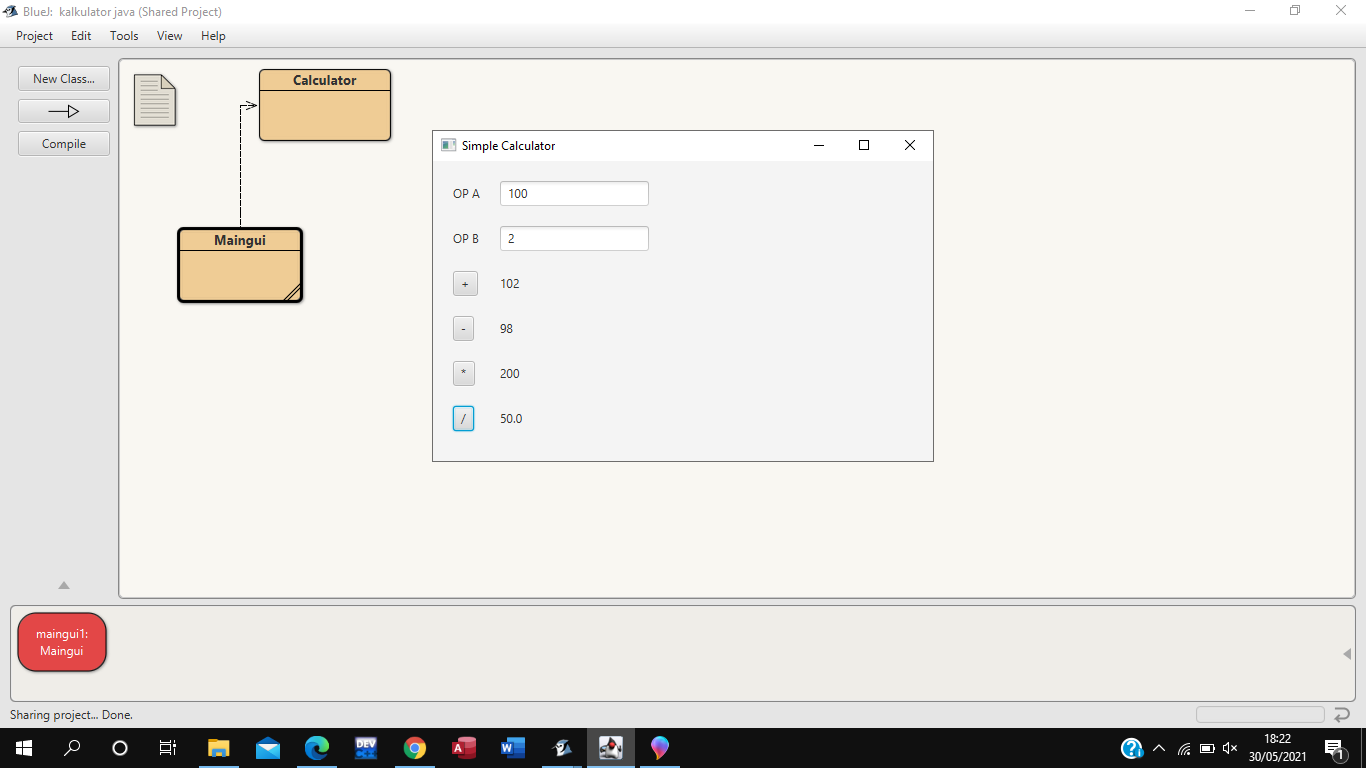 BlueJ: kalkulator java (Shared Project)
Project Edit Tools View Help
New Class...
Compile
Calculator
Maingui
Simple Calculator
OP A 100
OP B 2
+ 102
- 98
* 200
/ 50.0
maingui1:
Maingui
Sharing project... Done.
DEV
C++
A
W
?
18:22
30/05/2021
1